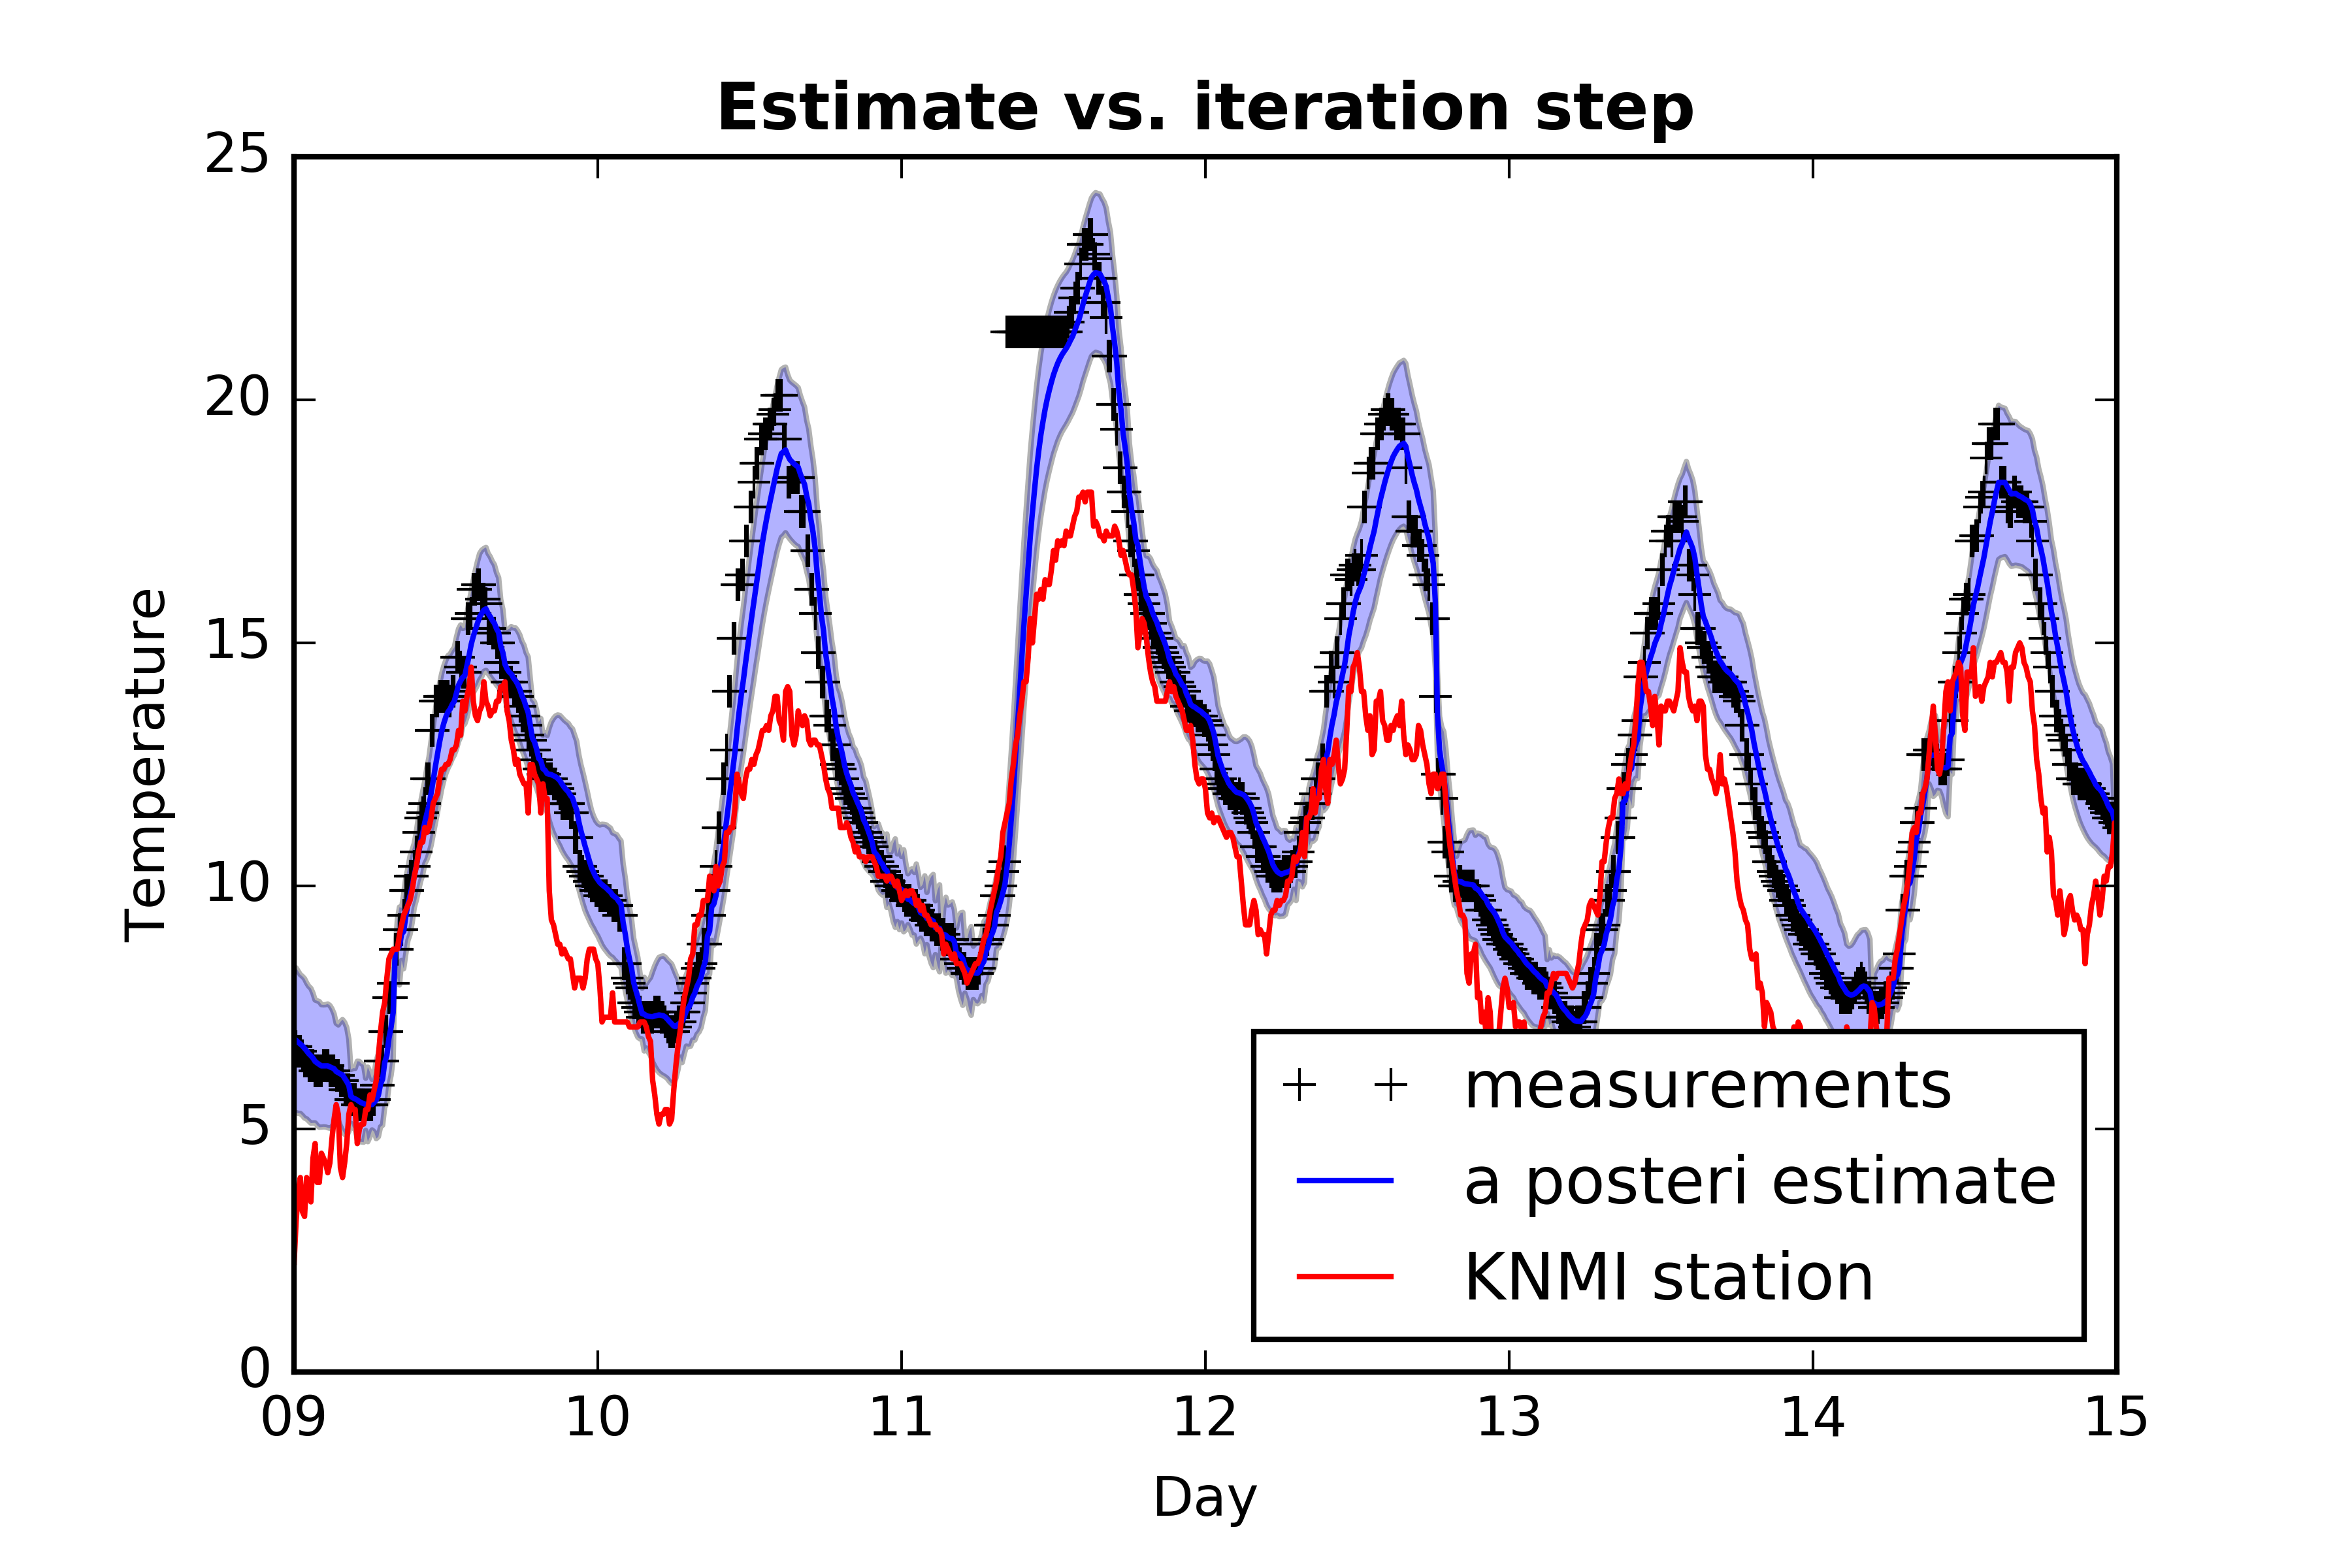 Estimate vs. iteration step
25
20
15
10
5
0
Temperature
09 10 11 12 13 14 15
Day
measurements
a posteri estimate
KNMI station